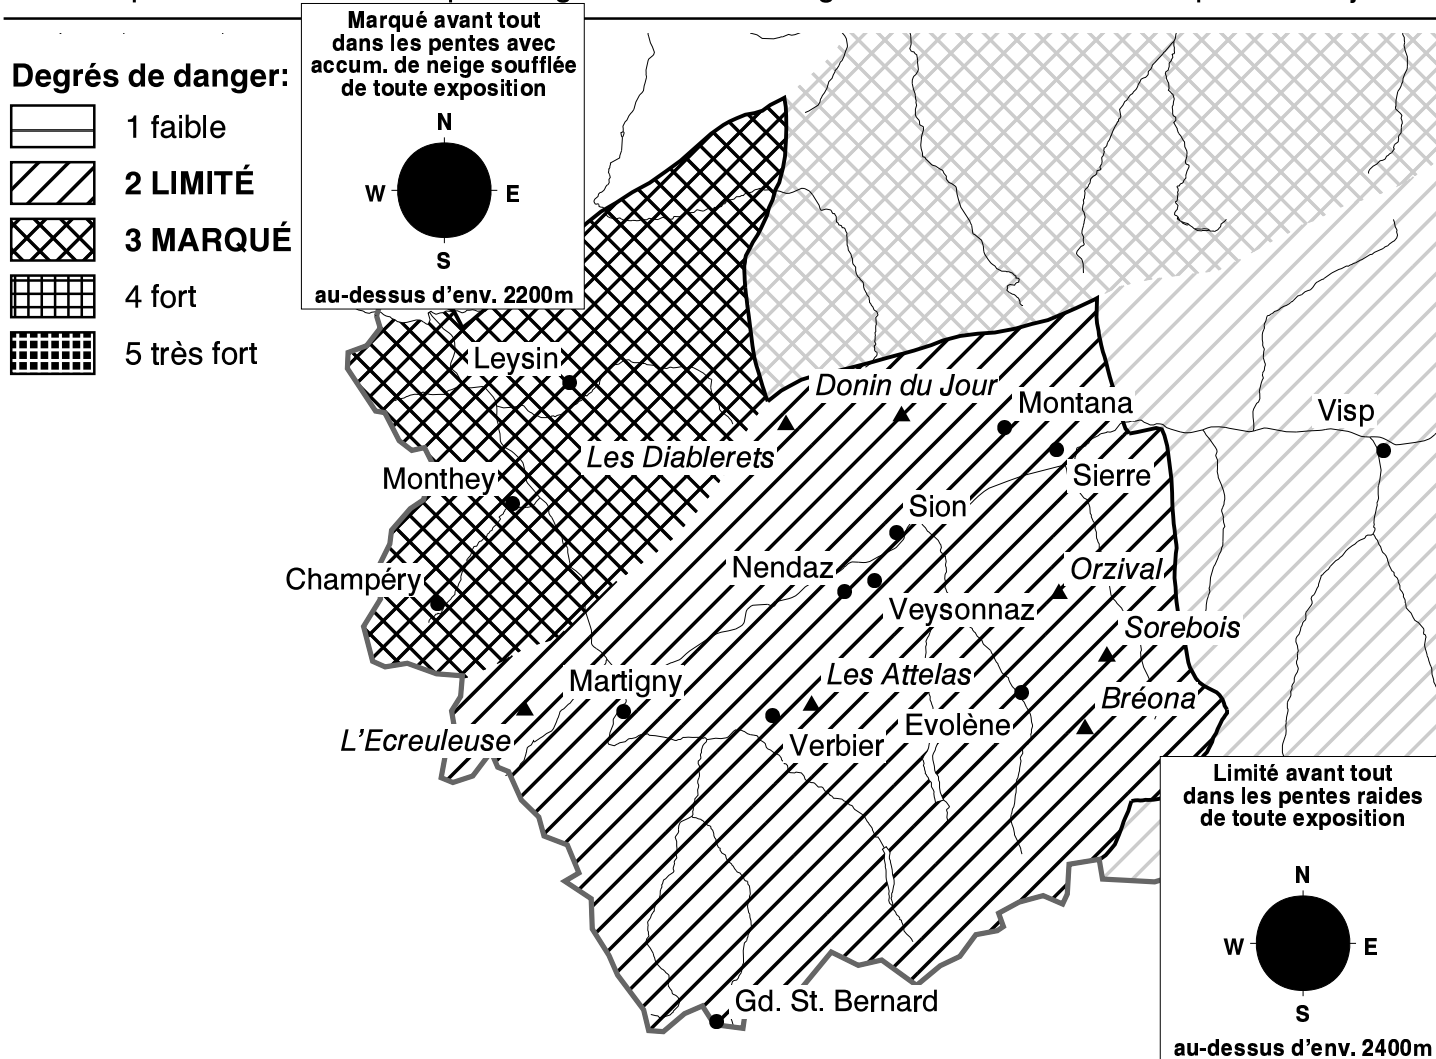 Marqué avant tout
dans les pentes avec
accum. de neige soufflée
de toute exposition
N
W
E
S
au-dessus d'env. 2200m
Degrés de danger:
1 faible
2 LIMITÉ
3 MARQUÉ
4 fort
5 très fort
Leysin
Donin du Jour
Montana
Visp
Les Diablerets
Monthey
Sierre
Sion
Champéry
Nendaz
Orzival
Veysonnaz
Sorebois
Martigny
Les Attelas
Bréona
L'Ecreuleuse
Verbier
Evolène
Gd. St. Bernard
Limité avant tout
dans les pentes raides
de toute exposition
N
W
E
S
au-dessus d'env. 2400m